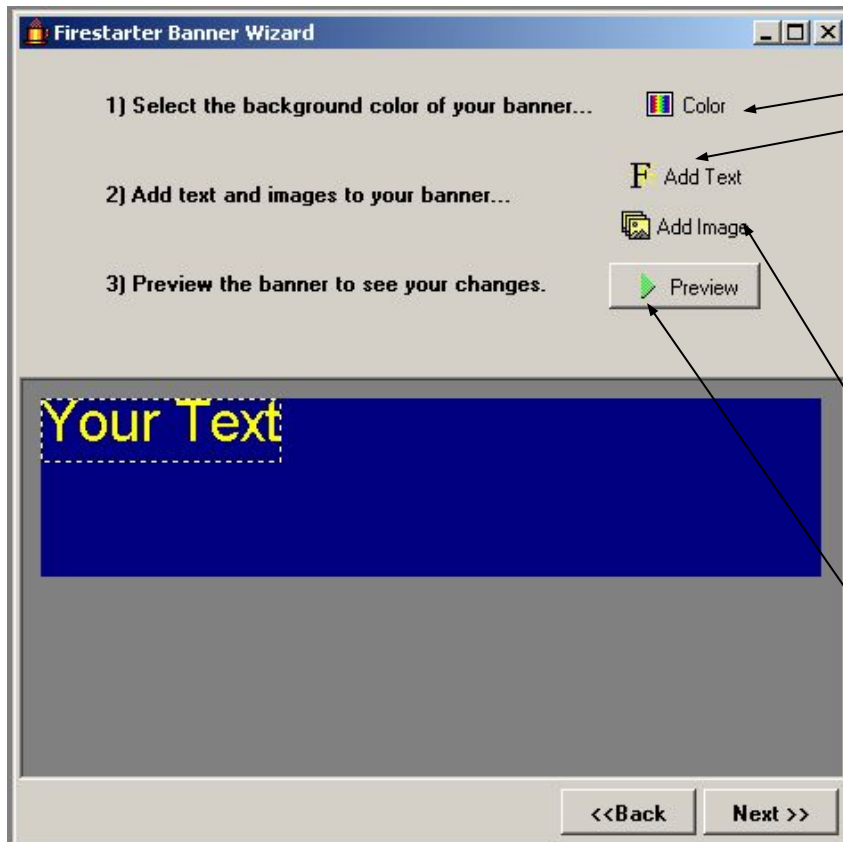 Firestarter Banner Wizard
1) Select the background color of your banner... Color
Add Text
2) Add text and images to your banner...
Add Image
3) Preview the banner to see your changes. Preview
Your Text
<<Back Next >>